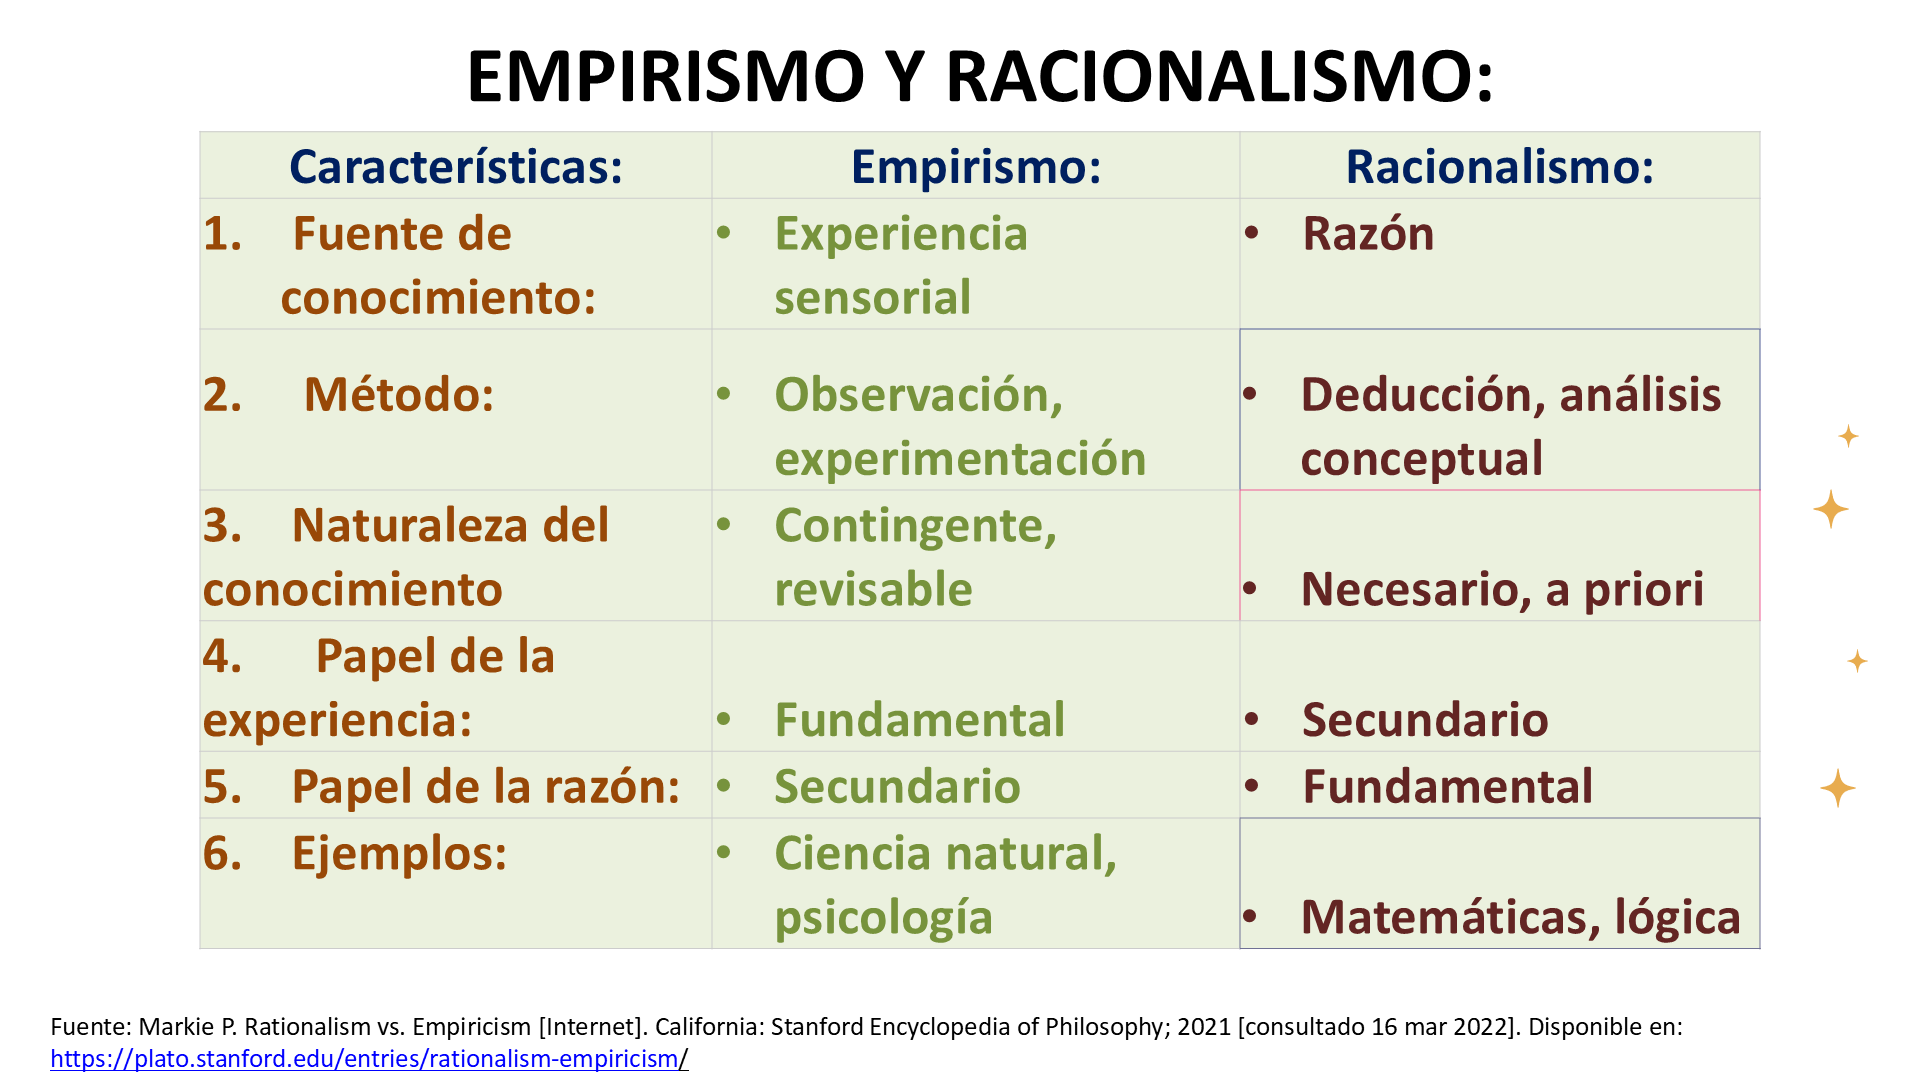 EMPIRISMO Y RACIONALISMO:
Características:
Empirismo:
Racionalismo:
1. Fuente de
conocimiento:
• Experiencia
sensorial
• Razón
2. Método:
• Observación,
experimentación
• Deducción, análisis
conceptual
3. Naturaleza del
conocimiento
• Contingente,
revisable
• Necesario, a priori
4. Papel de la
experiencia:
• Fundamental
• Secundario
5. Papel de la razón:
• Secundario
• Fundamental
6. Ejemplos:
• Ciencia natural,
psicología
• Matemáticas, lógica
Fuente: Markie P. Rationalism vs. Empiricism [Internet]. California: Stanford Encyclopedia of Philosophy; 2021 [consultado 16 mar 2022]. Disponible en:
https://plato.stanford.edu/entries/rationalism-empiricism/